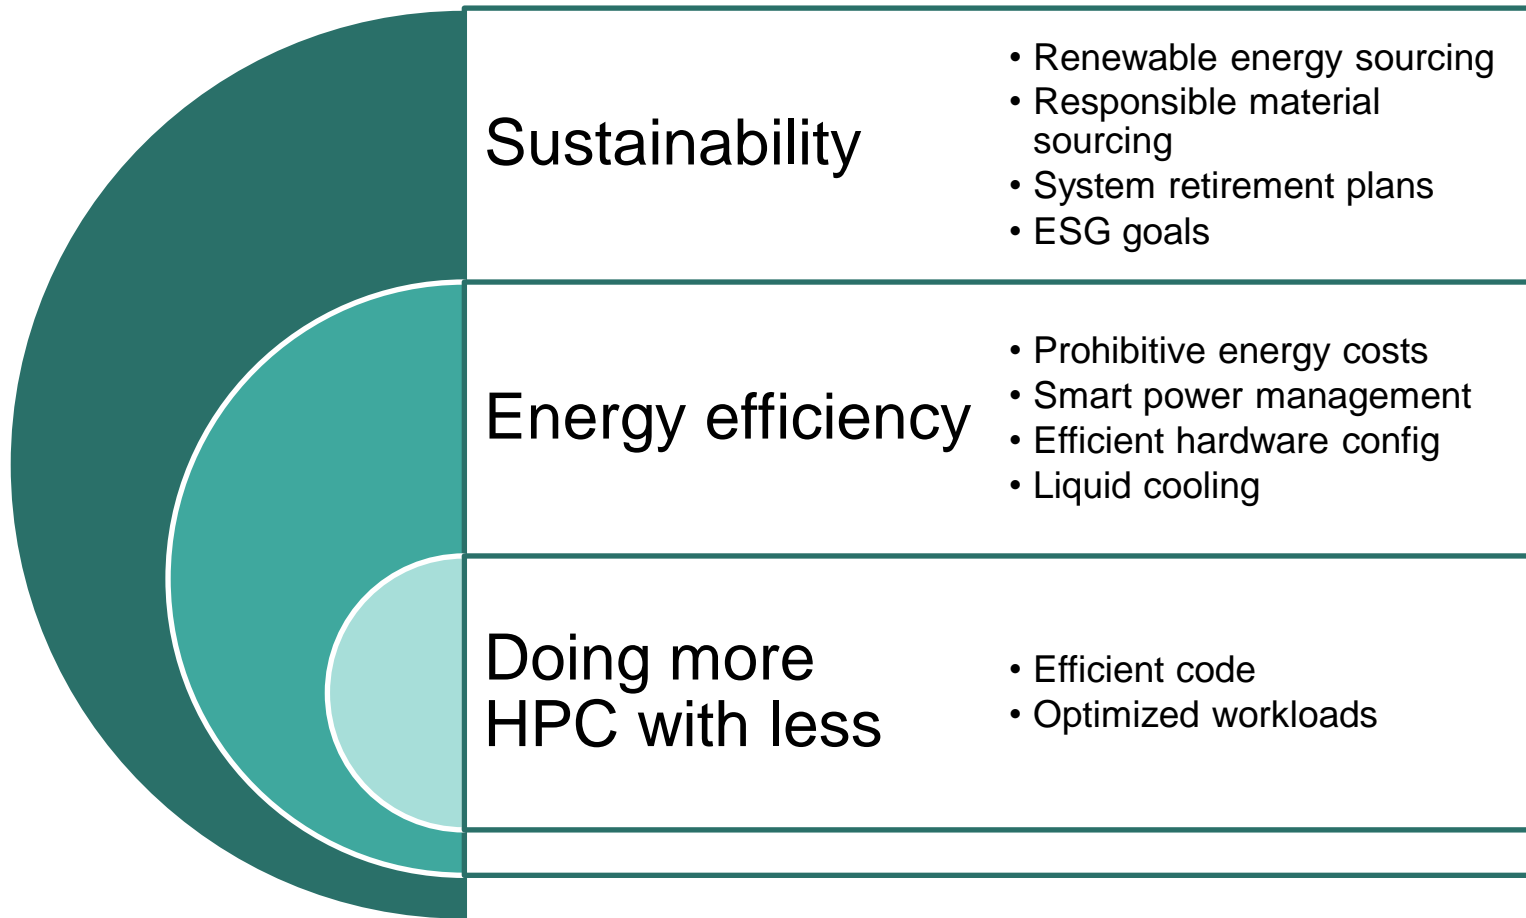 Sustainability
• Renewable energy sourcing
• Responsible material
sourcing
• System retirement plans
• ESG goals
Energy efficiency
• Prohibitive energy costs
• Smart power management
• Efficient hardware config
• Liquid cooling
Doing more
HPC with less
• Efficient code
• Optimized workloads